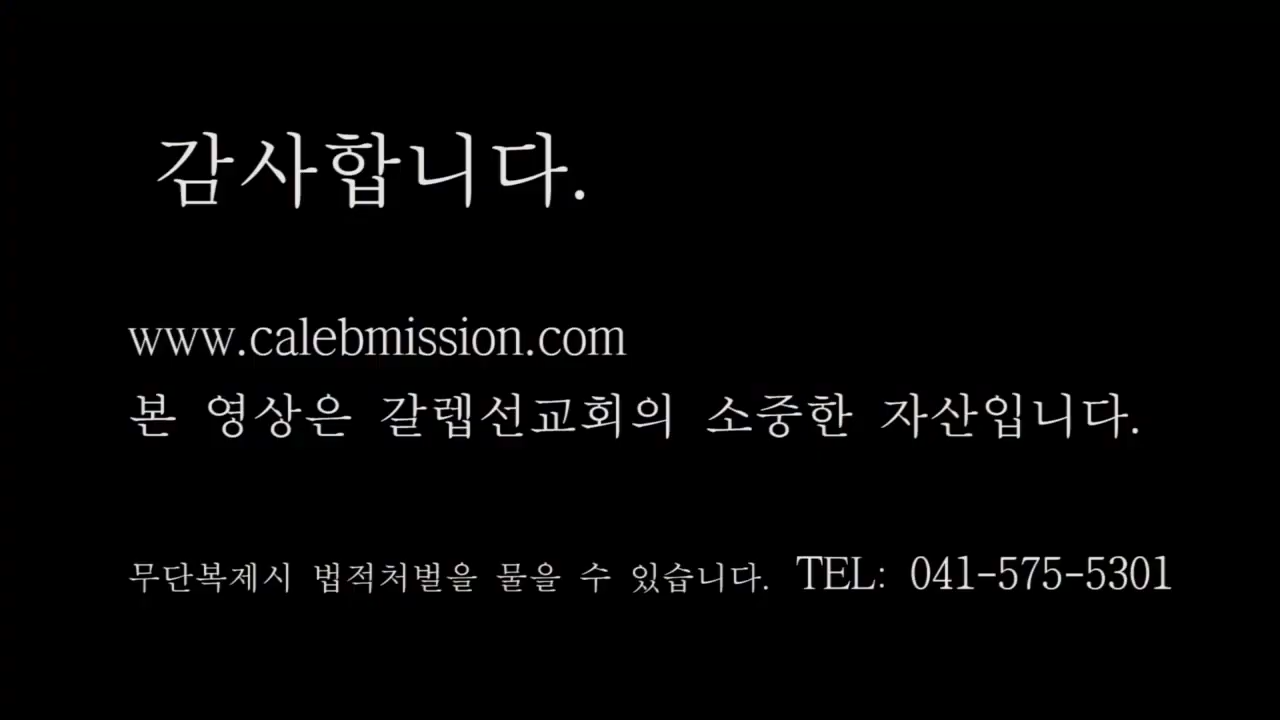 감사합니다.
www.calebmission.com
본 영상은 갈렙선교회의 소중한 자산입니다.
무단복제시 법적처벌을 물을 수 있습니다. TEL: 041-575-5301